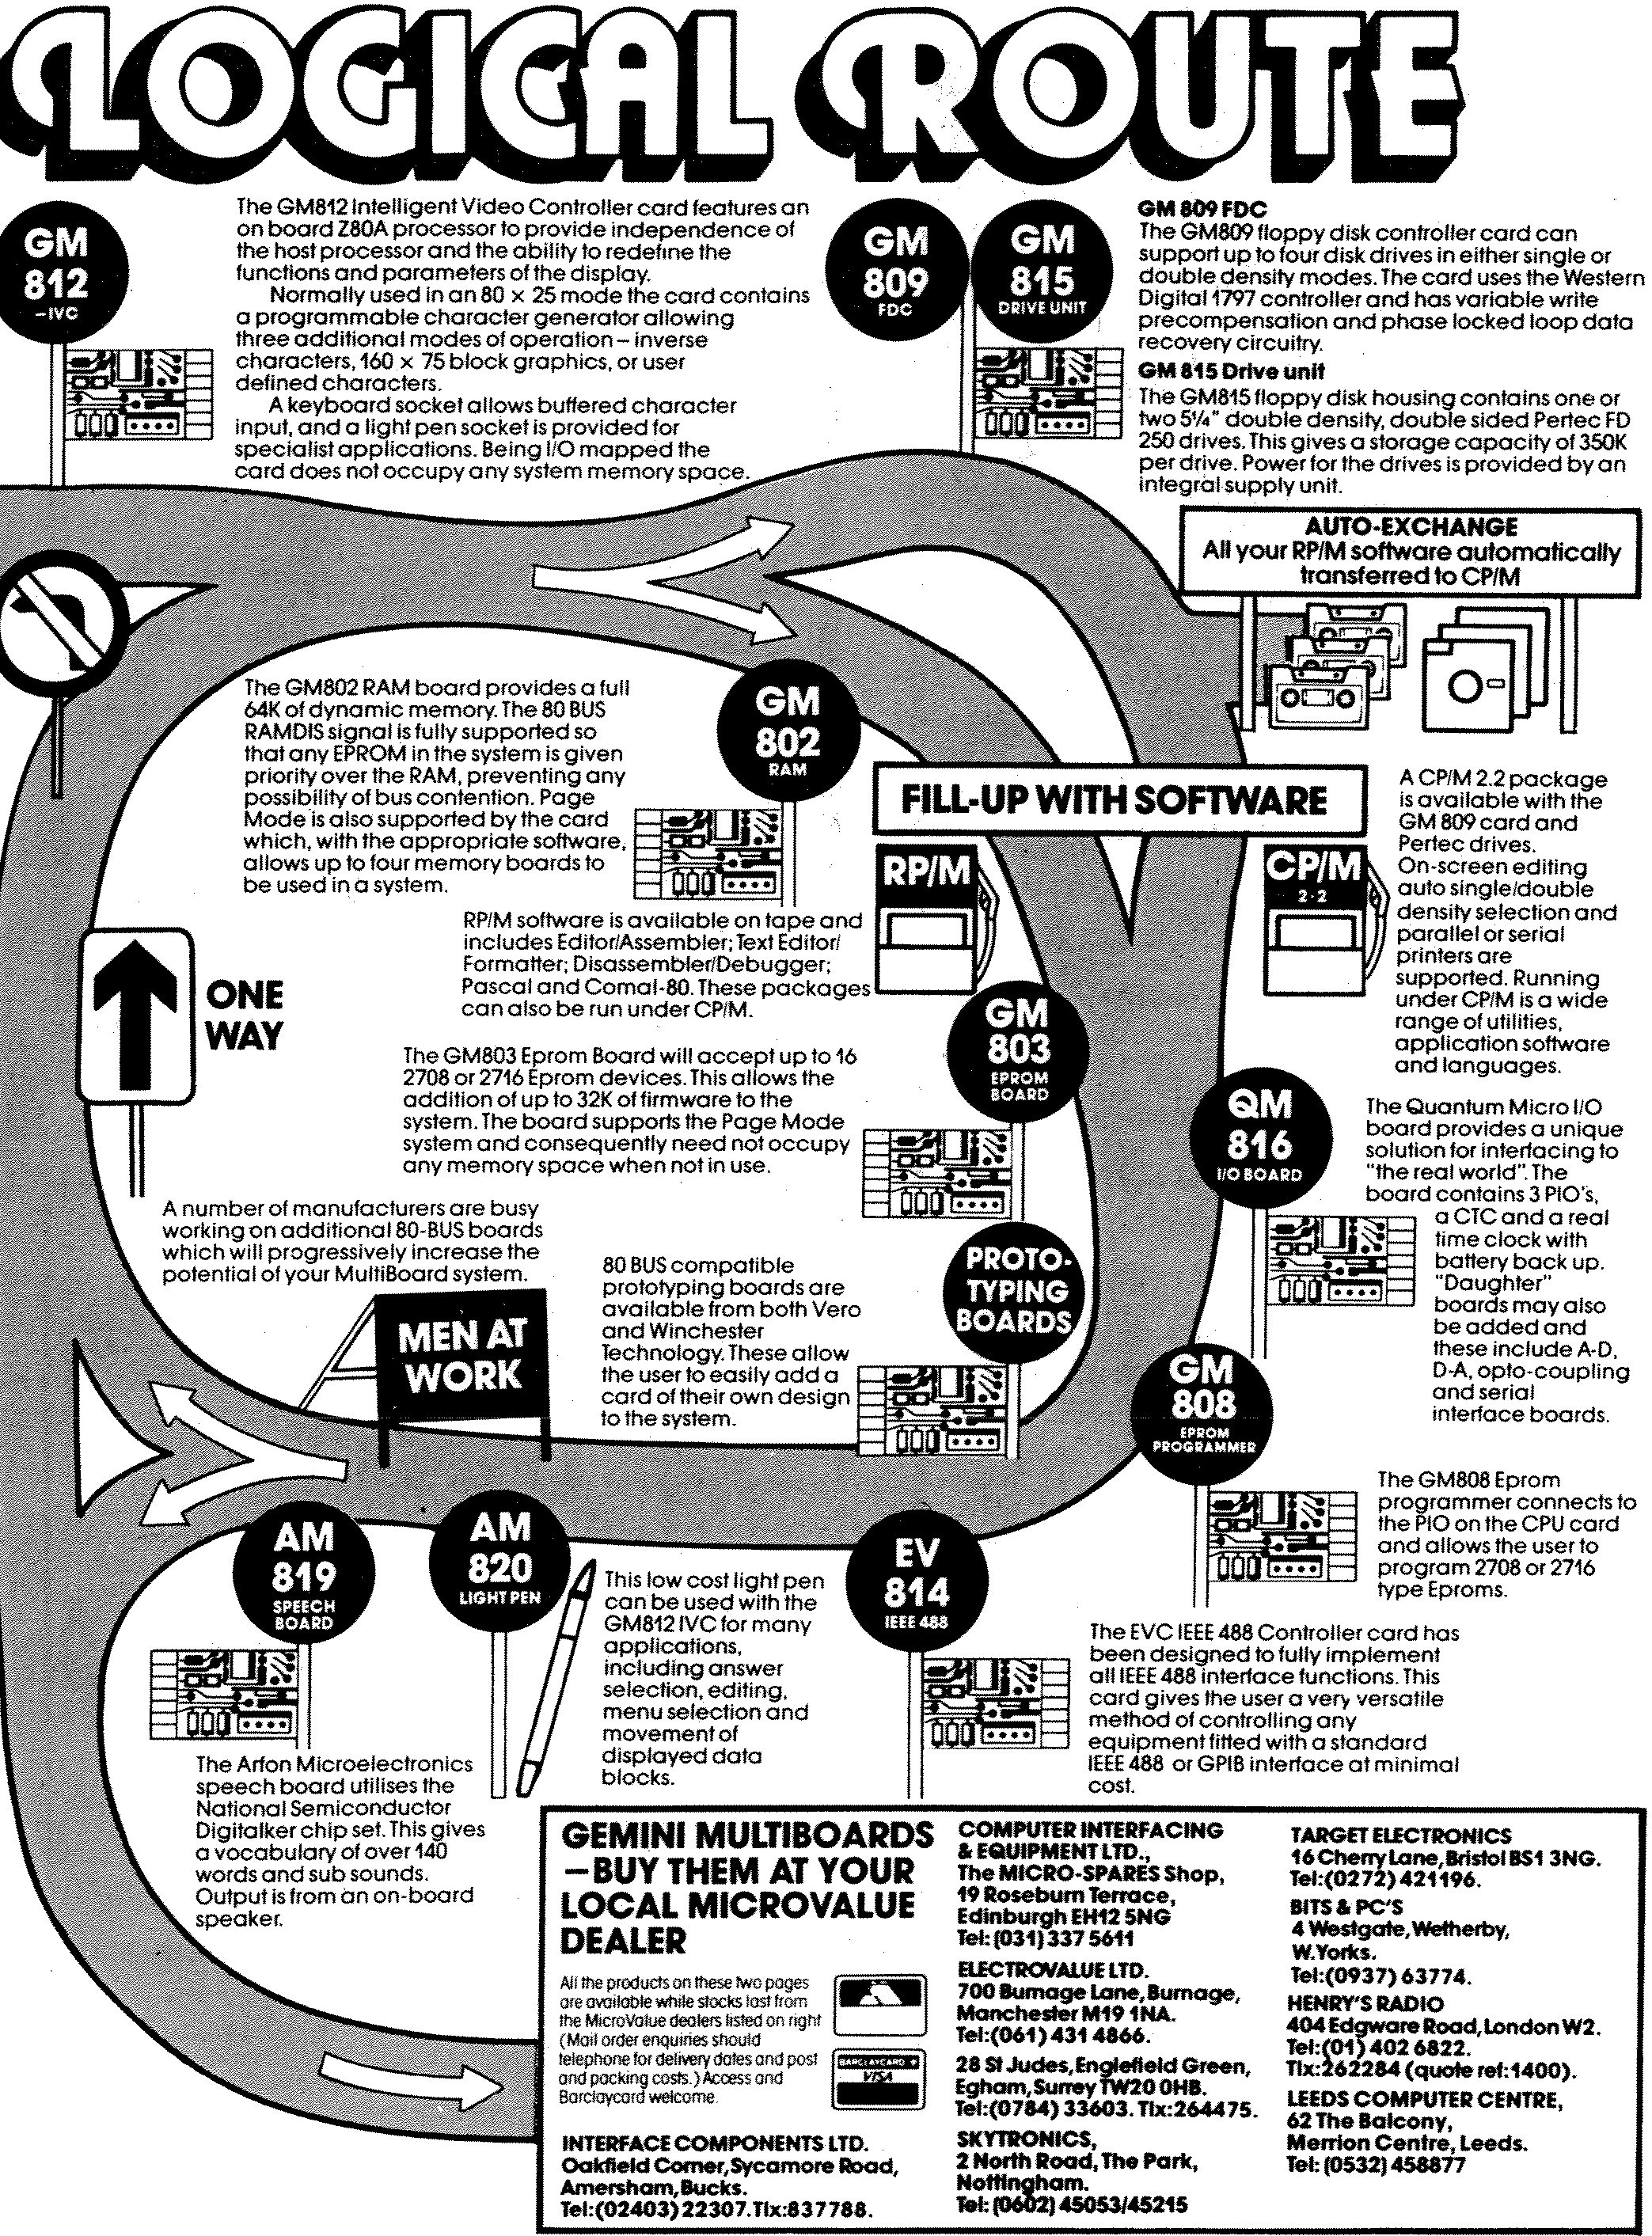 LOGICAL ROUTE
GM
812
–IVC
The GM812 Intelligent Video Controller card features an
on board Z80A processor to provide independence of
the host processor and the ability to redefine the
functions and parameters of the display.
Normally used in an 80 × 25 mode the card contains
a programmable character generator allowing
three additional modes of operation – inverse
characters, 160 × 75 block graphics, or user
defined characters.
A keyboard socket allows buffered character
input, and a light pen socket is provided for
specialist applications. Being I/O mapped the
card does not occupy any system memory space.
GM
809
FDC
GM
815
DRIVE UNIT
GM 809 FDC
The GM809 floppy disk controller card can
support up to four disk drives in either single or
double density modes. The card uses the Western
Digital 1797 controller and has variable write
precompensation and phase locked loop data
recovery circuitry.
GM 815 Drive unit
The GM815 floppy disk housing contains one or
two 5¼" double density, double sided Pertec FD
250 drives. This gives a storage capacity of 350K
per drive. Power for the drives is provided by an
integral supply unit.
AUTO-EXCHANGE
All your RP/M software automatically
transferred to CP/M
The GM802 RAM board provides a full
64K of dynamic memory. The 80 BUS
RAMDIS signal is fully supported so
that any EPROM in the system is given
priority over the RAM, preventing any
possibility of bus contention. Page
Mode is also supported by the card
which, with the appropriate software,
allows up to four memory boards to
be used in a system.
GM
802
RAM
FILL-UP WITH SOFTWARE
RP/M
CP/M
2·2
A CP/M 2.2 package
is available with the
GM 809 card and
Pertec drives.
On-screen editing
auto single/double
density selection and
parallel or serial
printers are
supported. Running
under CP/M is a wide
range of utilities,
application software
and languages.
RP/M software is available on tape and
includes Editor/Assembler; Text Editor/
Formatter; Disassembler/Debugger;
Pascal and Comal-80. These packages
can also be run under CP/M.
ONE
WAY
GM
803
EPROM
BOARD
The GM803 Eprom Board will accept up to 16
2708 or 2716 Eprom devices. This allows the
addition of up to 32K of firmware to the
system. The board supports the Page Mode
system and consequently need not occupy
any memory space when not in use.
QM
816
I/O BOARD
The Quantum Micro I/O
board provides a unique
solution for interfacing to
"the real world". The
board contains 3 PIO's,
a CTC and a real
time clock with
battery back up.
"Daughter"
boards may also
be added and
these include A-D,
D-A, opto-coupling
and serial
interface boards.
A number of manufacturers are busy
working on additional 80-BUS boards
which will progressively increase the
potential of your MultiBoard system.
MEN AT
WORK
80 BUS compatible
prototyping boards are
available from both Vero
and Winchester
Technology. These allow
the user to easily add a
card of their own design
to the system.
PROTO-
TYPING
BOARDS
GM
808
EPROM
PROGRAMMER
The GM808 Eprom
programmer connects to
the PIO on the CPU card
and allows the user to
program 2708 or 2716
type Eproms.
AM
819
SPEECH
BOARD
AM
820
LIGHT PEN
This low cost light pen
can be used with the
GM812 IVC for many
applications,
including answer
selection, editing,
menu selection and
movement of
displayed data
blocks.
EV
814
IEEE 488
The EVC IEEE 488 Controller card has
been designed to fully implement
all IEEE 488 interface functions. This
card gives the user a very versatile
method of controlling any
equipment fitted with a standard
IEEE 488 or GPIB interface at minimal
cost.
The Arfon Microelectronics
speech board utilises the
National Semiconductor
Digitalker chip set. This gives
a vocabulary of over 140
words and sub sounds.
Output is from an on-board
speaker.
GEMINI MULTIBOARDS
—BUY THEM AT YOUR
LOCAL MICROVALUE
DEALER
All the products on these two pages
are available while stocks last from
the MicroValue dealers listed on right
(Mail order enquiries should
telephone for delivery dates and post
and packing costs.) Access and
Barclaycard welcome.
BARCLAYCARD
VISA
INTERFACE COMPONENTS LTD.
Oakfield Corner, Sycamore Road,
Amersham, Bucks.
Tel:(02403) 22307. Tlx:837788.
COMPUTER INTERFACING
& EQUIPMENT LTD.,
The MICRO-SPARES Shop,
19 Roseburn Terrace,
Edinburgh EH12 5NG
Tel: (031) 337 5611
ELECTROVALUE LTD.
700 Burnage Lane, Burnage,
Manchester M19 1NA.
Tel:(061) 431 4866.
28 St Judes, Englefield Green,
Egham, Surrey TW20 0HB.
Tel:(0784) 33603. Tlx:264475.
SKYTRONICS,
2 North Road, The Park,
Nottingham.
Tel: (0602) 45053/45215
TARGET ELECTRONICS
16 Cherry Lane, Bristol BS1 3NG.
Tel:(0272) 421196.
BITS & PC'S
4 Westgate, Wetherby,
W.Yorks.
Tel:(0937) 63774.
HENRY'S RADIO
404 Edgware Road, London W2.
Tel:(01) 402 6822.
Tlx:262284 (quote ref:1400).
LEEDS COMPUTER CENTRE,
62 The Balcony,
Merrion Centre, Leeds.
Tel: (0532) 458877